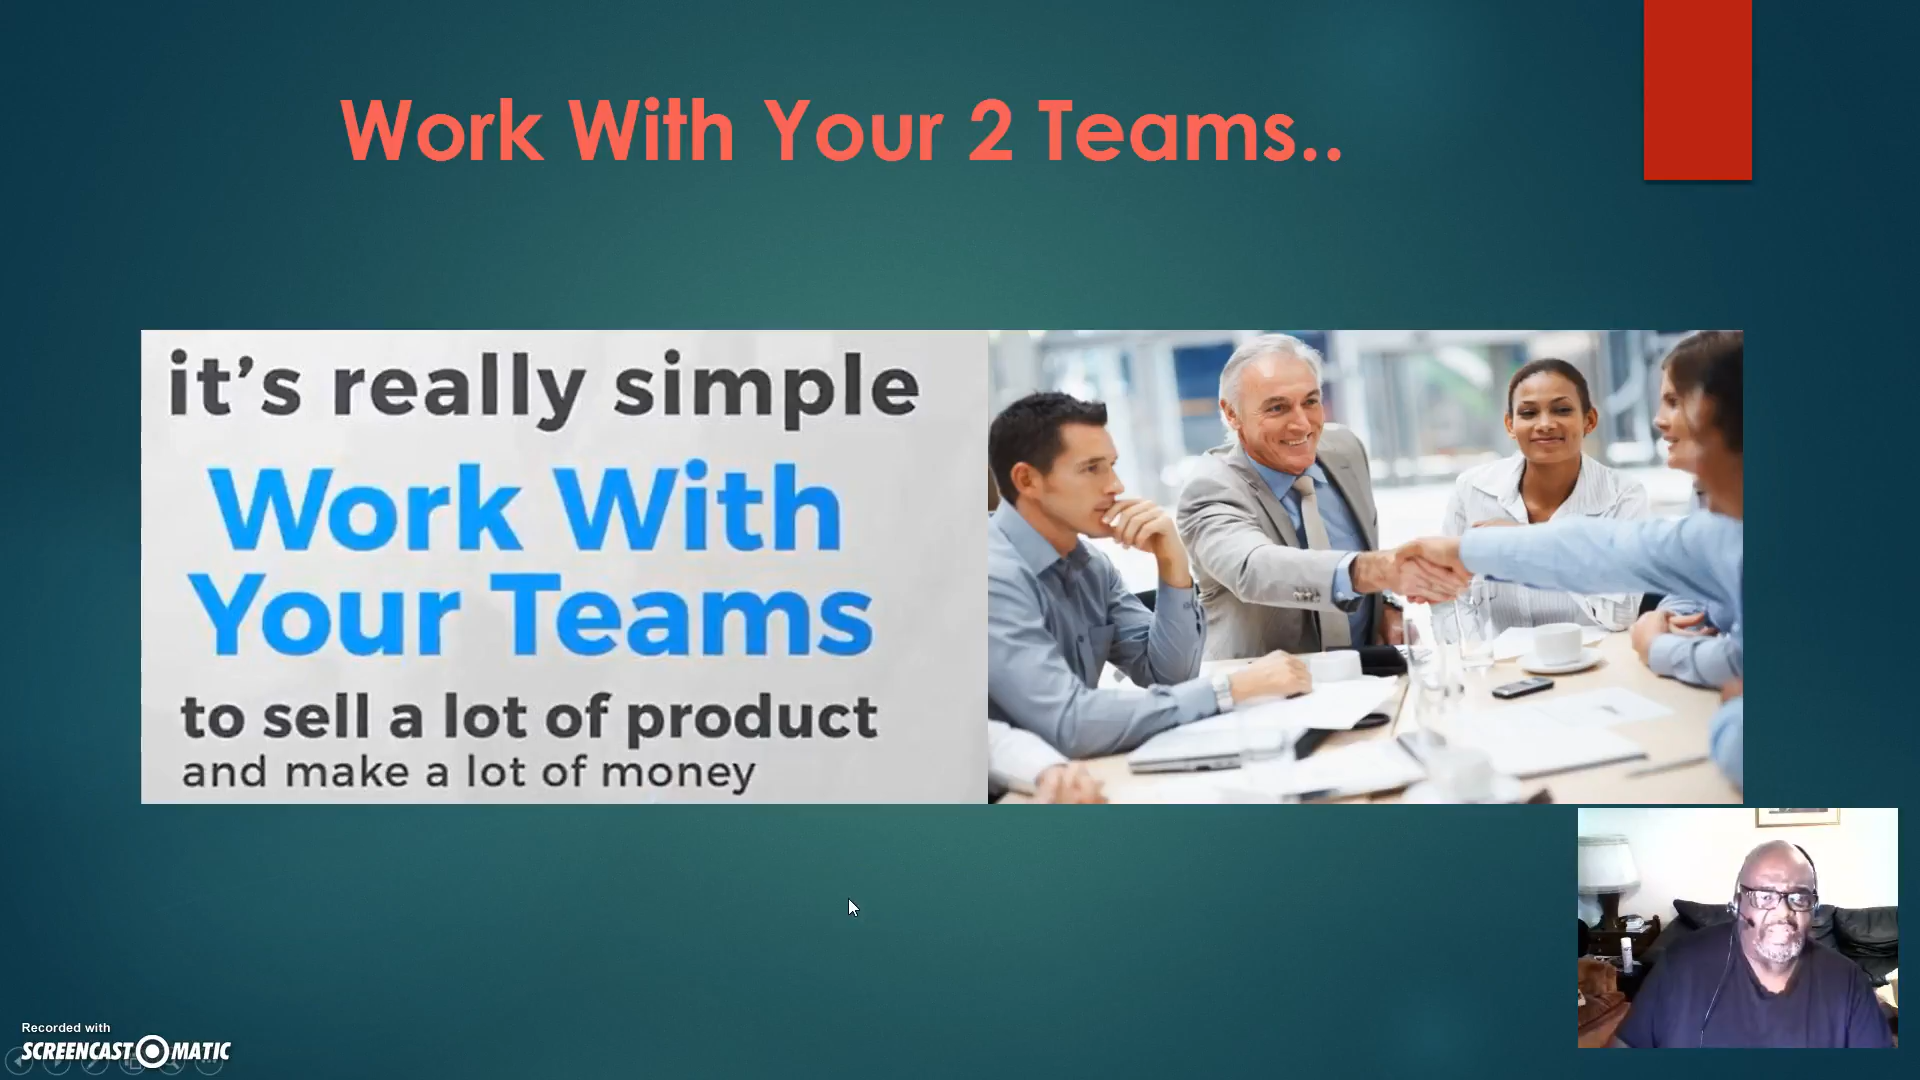 Work With Your 2 Teams..
it's really simple
Work With
Your Teams
to sell a lot of product
and make a lot of money
Recorded with
SCREENCAST MATIC